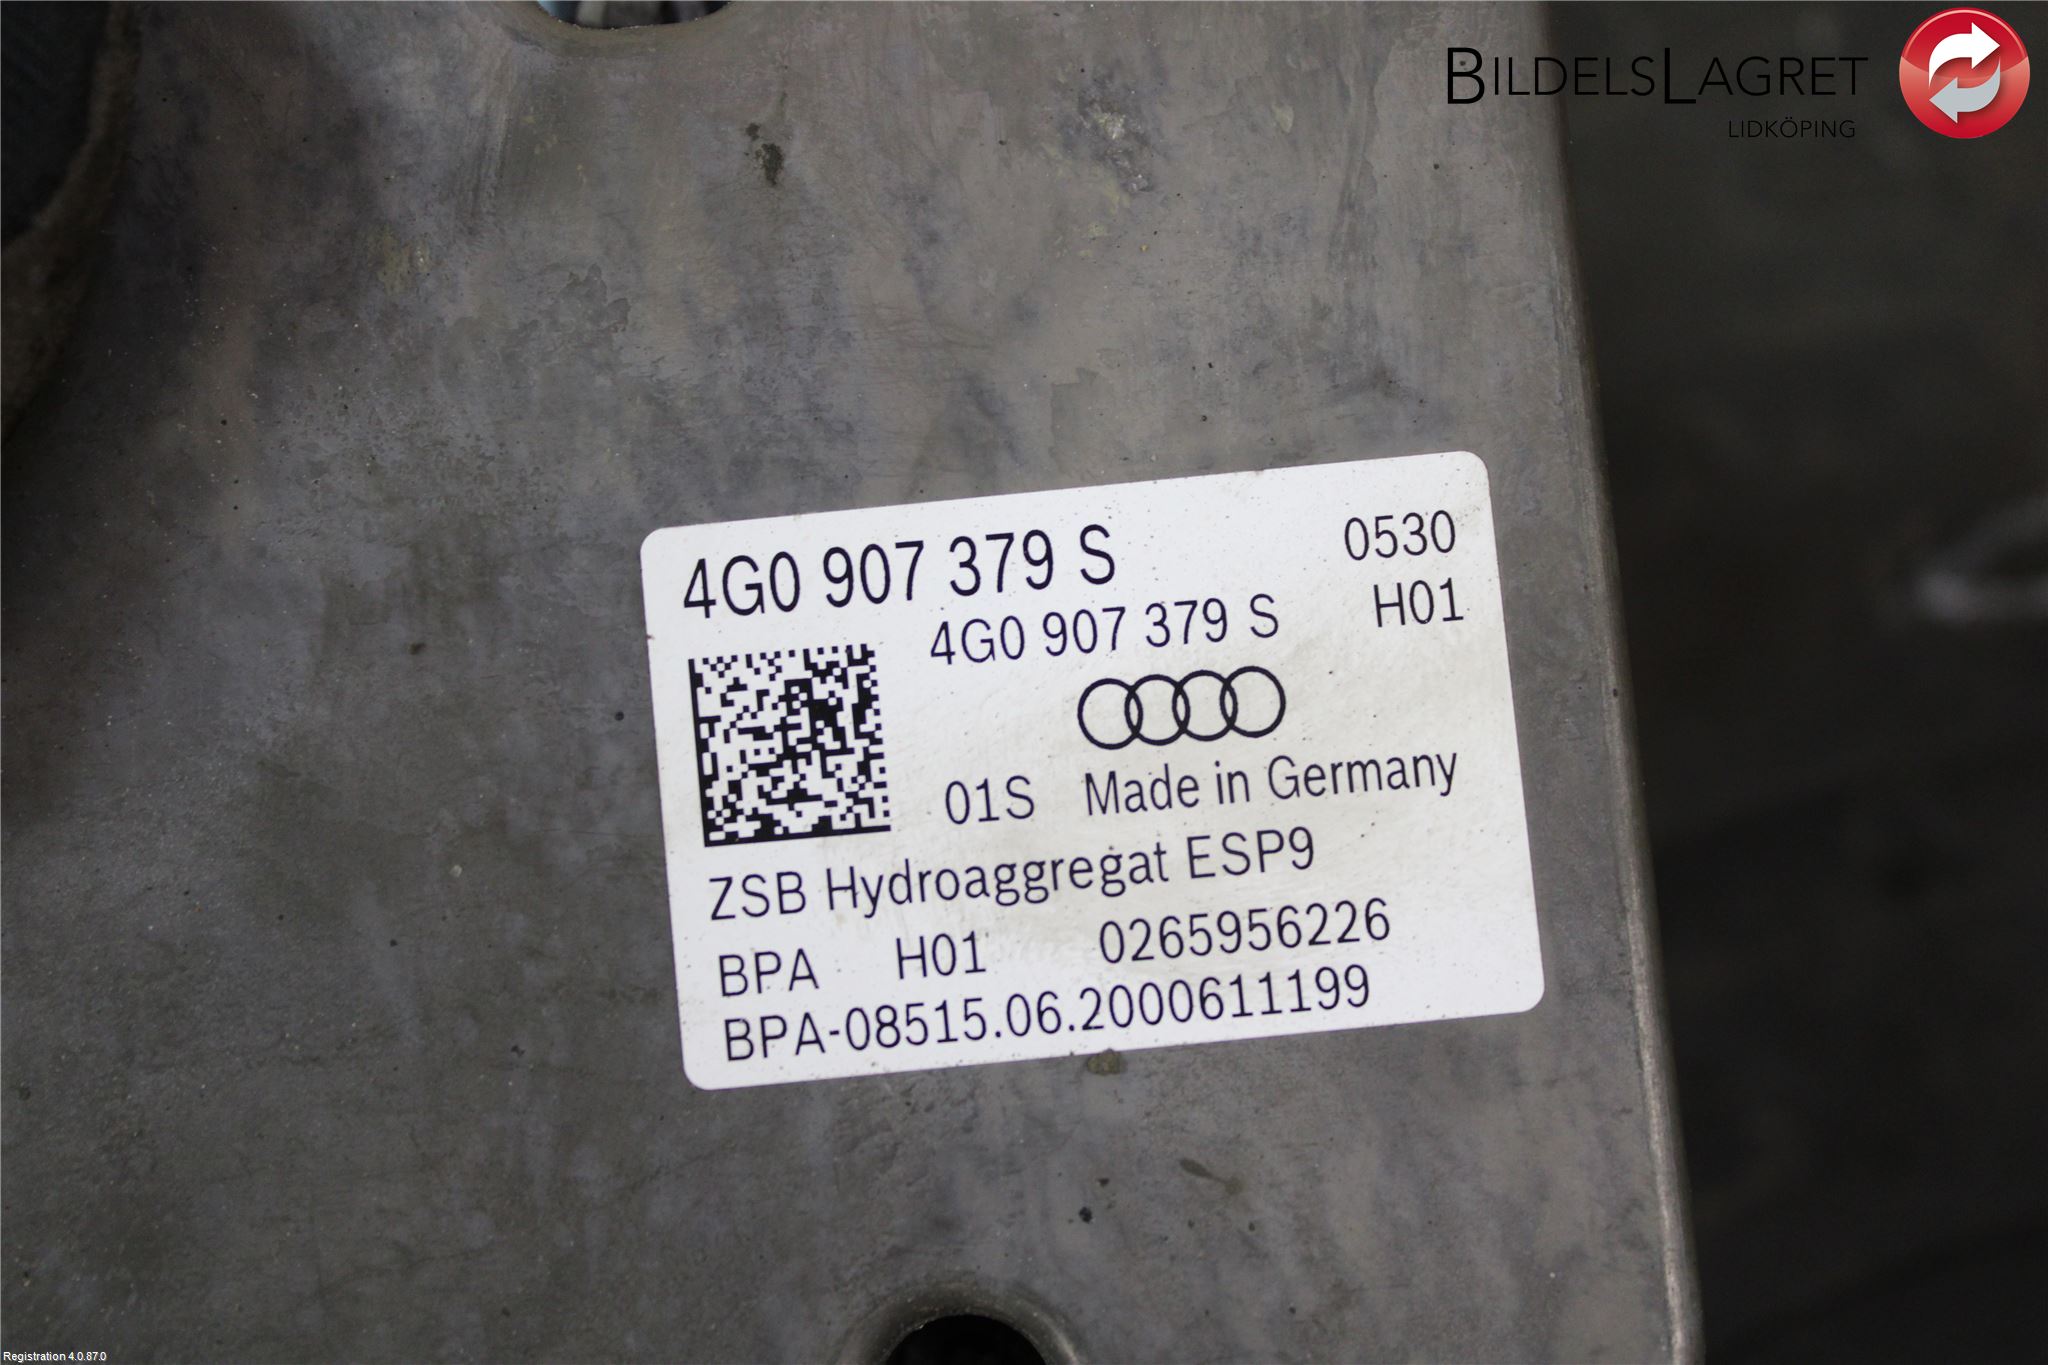 BILDELSLAGRET
LIDKÖPING
4G0 907 379 S 0530
4G0 907 379 S H01
01S Made in Germany
ZSB Hydroaggregat ESP9
BPA H01 0265956226
BPA-08515.06.2000611199
Registration 4.0.87.0